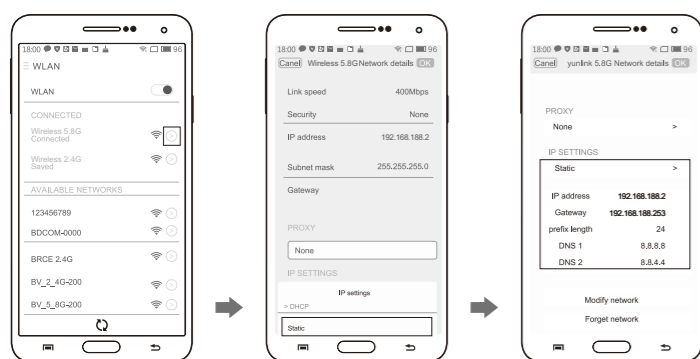 18:00 96
WLAN
WLAN
CONNECTED
Wireless 5.8G
Connected
Wireless 2.4G
Saved
AVAILABLE NETWORKS
123456789
BDCOM-0000
BRCE 2.4G
BV_2_4G-200
BV_5_8G-200
18:00 96
Canel Wireless 5.8GNetwork details OK
Link speed 400Mbps
Security None
IP address 192.168.188.2
Subnet mask 255.255.255.0
Gateway
PROXY
None
IP SETTINGS
IP settings
> DHCP
Static
18:00 96
Canel yunlink 5.8G Network details OK
PROXY
None >
IP SETTINGS
Static >
IP address 192.168.188.2
Gateway 192.168.188.253
prefix length 24
DNS 1 8,8,8,8
DNS 2 8.8.4.4
Modify network
Forget network